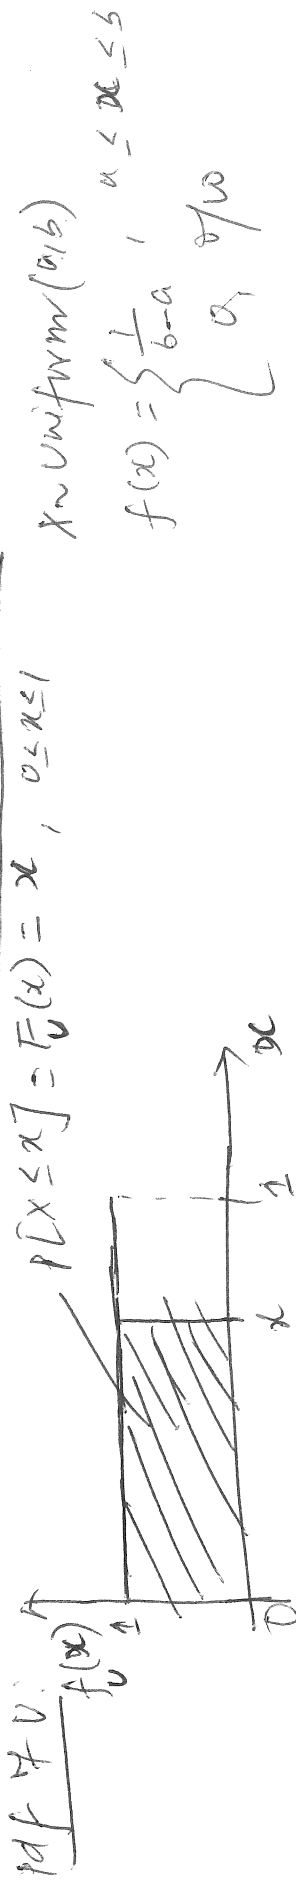 pdf of U:
f_U(x)
1
0
x
1
x
P[X ≤ x] = F_U(x) = x , 0 ≤ x ≤ 1
X ~ Uniform(a,b)
f(x) = { 1/(b-a) , a ≤ x ≤ b
0, o/w